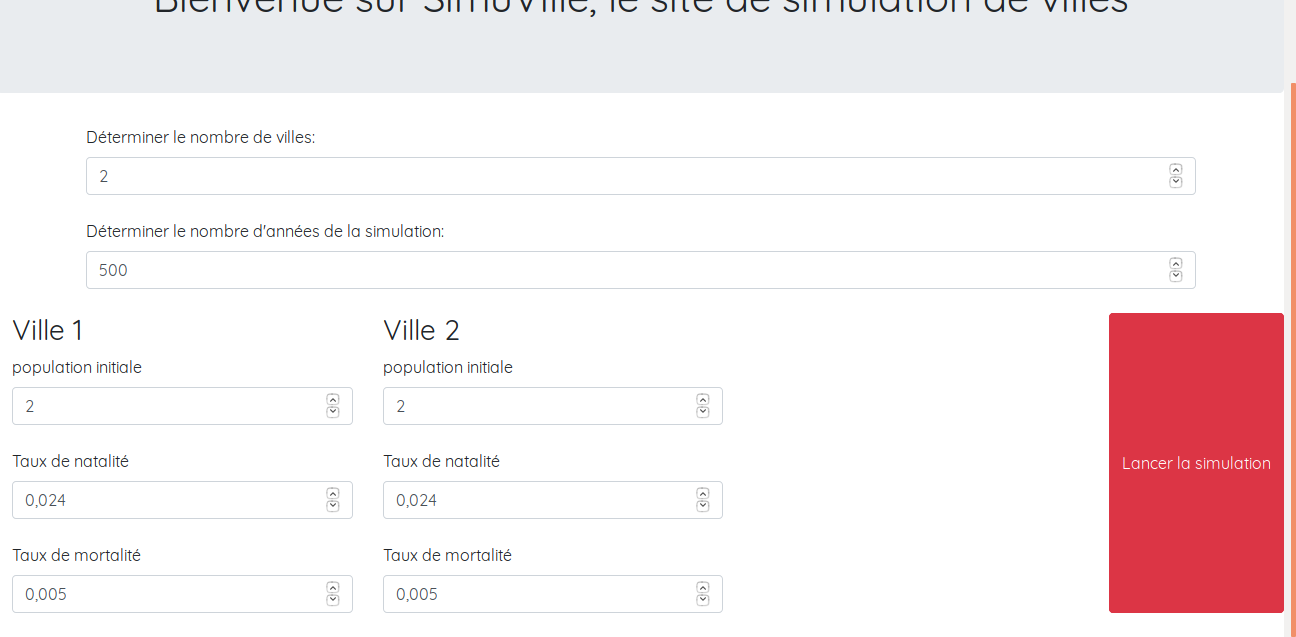 Bienvenue sur SimuVille, le site de simulation de villes
Déterminer le nombre de villes:
2
Déterminer le nombre d'années de la simulation:
500
Ville 1
population initiale
2
Taux de natalité
0,024
Taux de mortalité
0,005
Ville 2
population initiale
2
Taux de natalité
0,024
Taux de mortalité
0,005
Lancer la simulation